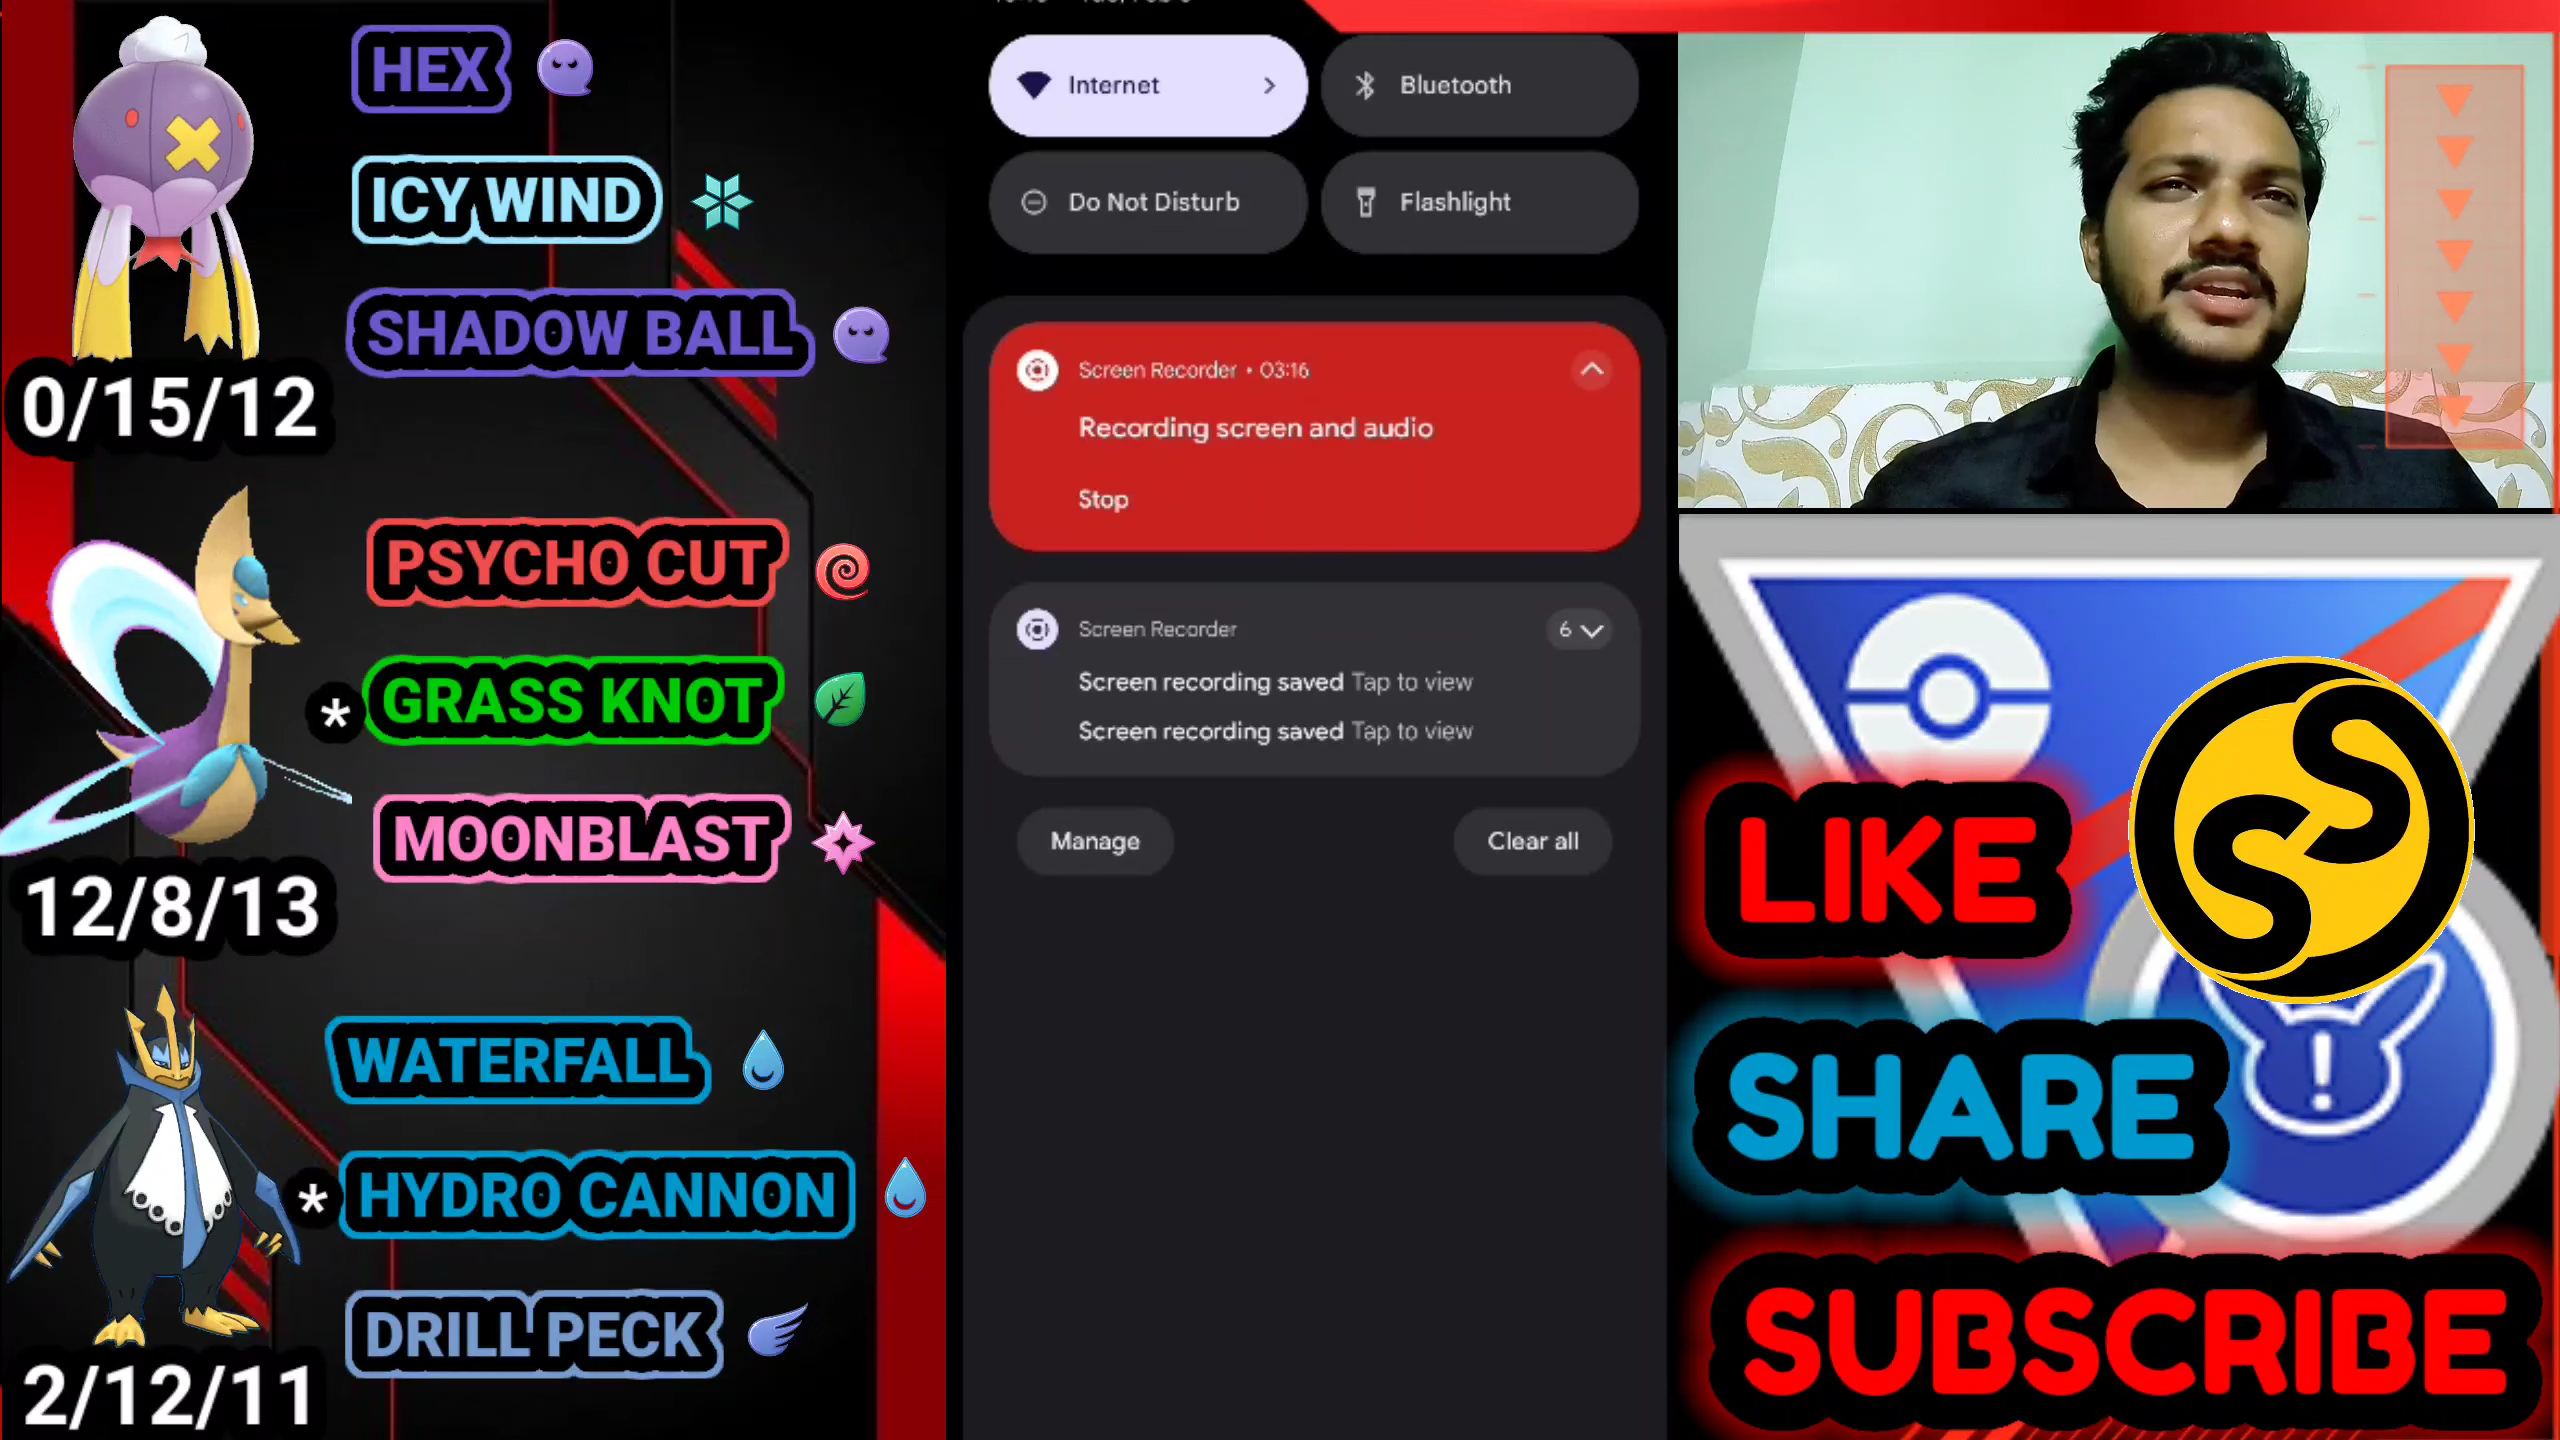 HEX
ICY WIND
SHADOW BALL
0/15/12
PSYCHO CUT
* GRASS KNOT
MOONBLAST
12/8/13
WATERFALL
* HYDRO CANNON
DRILL PECK
2/12/11
Internet
Bluetooth
Do Not Disturb
Flashlight
Screen Recorder • 03:16
Recording screen and audio
Stop
Screen Recorder
6
Screen recording saved Tap to view
Screen recording saved Tap to view
Manage
Clear all
LIKE
SS
SHARE
!
SUBSCRIBE